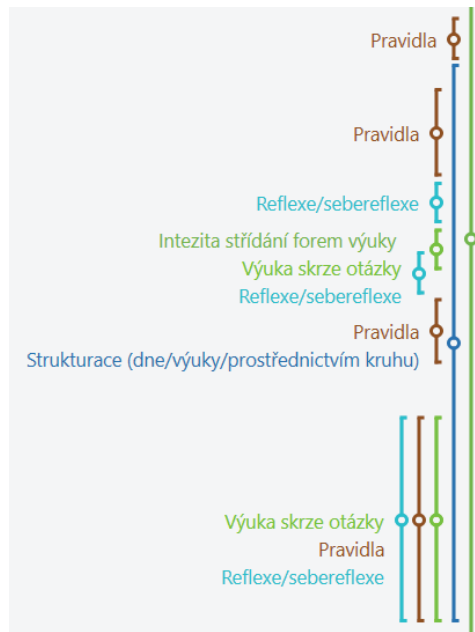 Pravidla
Pravidla
Reflexe/sebereflexe
Intezita střídání forem výuky
Výuka skrze otázky
Reflexe/sebereflexe
Pravidla
Strukturace (dne/výuky/prostřednictvím kruhu)
Výuka skrze otázky
Pravidla
Reflexe/sebereflexe